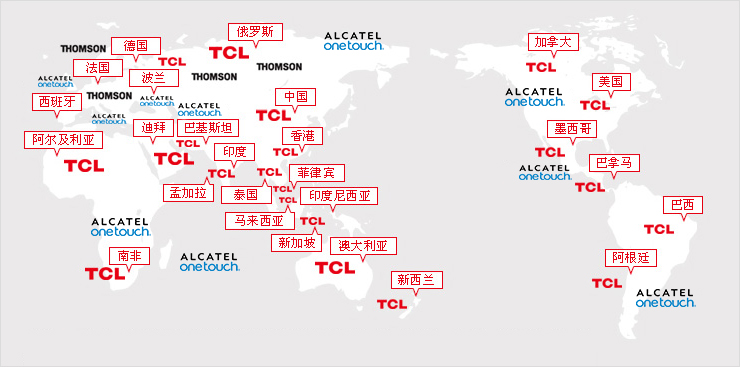 俄罗斯
TCL
ALCATEL
onetouch.
德国
THOMSON
TCL
THOMSON
法国
ALCATEL
onetouch.
波兰
THOMSON
THOMSON
ALCATEL
onetouch.
ALCATEL
onetouch.
西班牙
ALCATEL
onetouch.
中国
TCL
迪拜
TCL
巴基斯坦
TCL
香港
TCL
阿尔及利亚
TCL
印度
TCL
孟加拉
泰国
TCL
菲律宾
TCL
印度尼西亚
TCL
马来西亚
TCL
新加坡
ALCATEL
onetouch.
南非
TCL
ALCATEL
onetouch.
澳大利亚
TCL
新西兰
TCL
加拿大
TCL
美国
TCL
ALCATEL
onetouch.
墨西哥
TCL
ALCATEL
onetouch.
巴拿马
TCL
巴西
TCL
阿根廷
TCL
ALCATEL
onetouch.